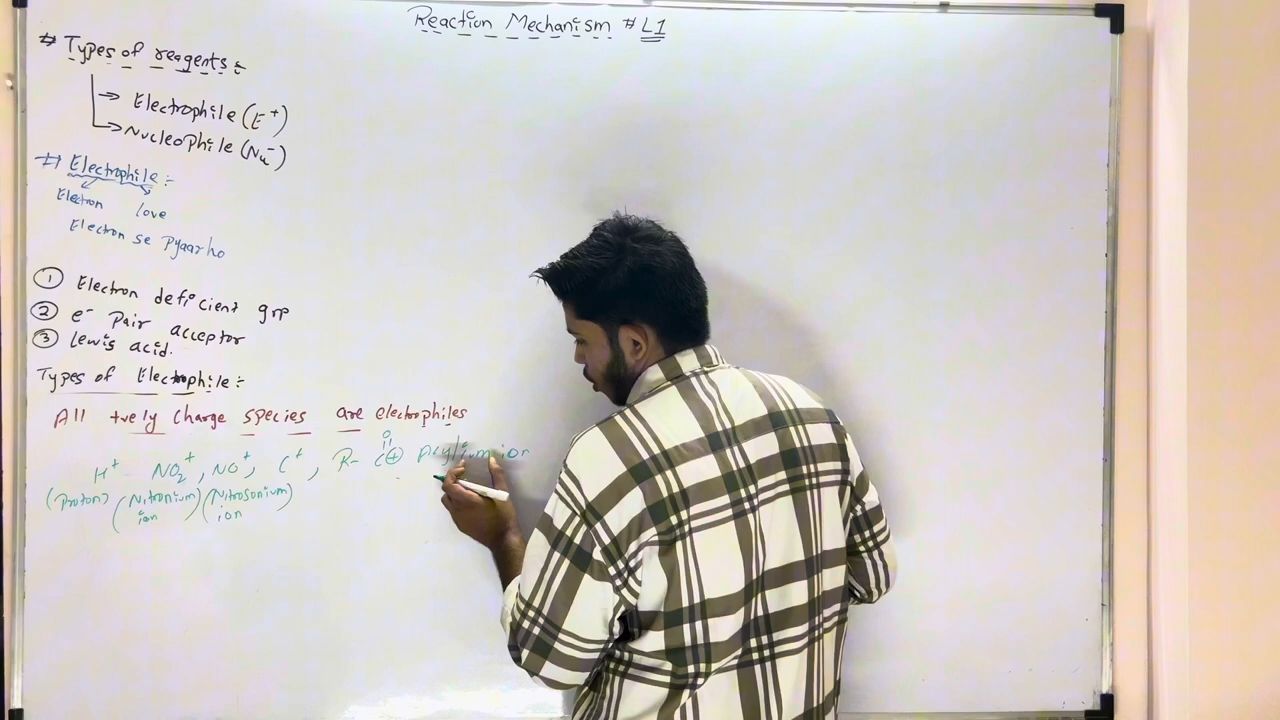 Reaction Mechanism # L1
# Types of reagents :-
→ Electrophile (E⁺)
→ Nucleophile (Nu⁻)
# Electrophile :-
Electron love
Electron se Pyaar ho
① Electron deficient grp
② e⁻ Pair acceptor
③ Lewis acid.
Types of Electrophile :-
All +vely Charge species are electrophiles
O
H⁺ NO₂⁺, NO⁺, C⁺, R- C⊕ Acylium ion
(Proton) (Nitronium) (Nitrosonium)
ion ion